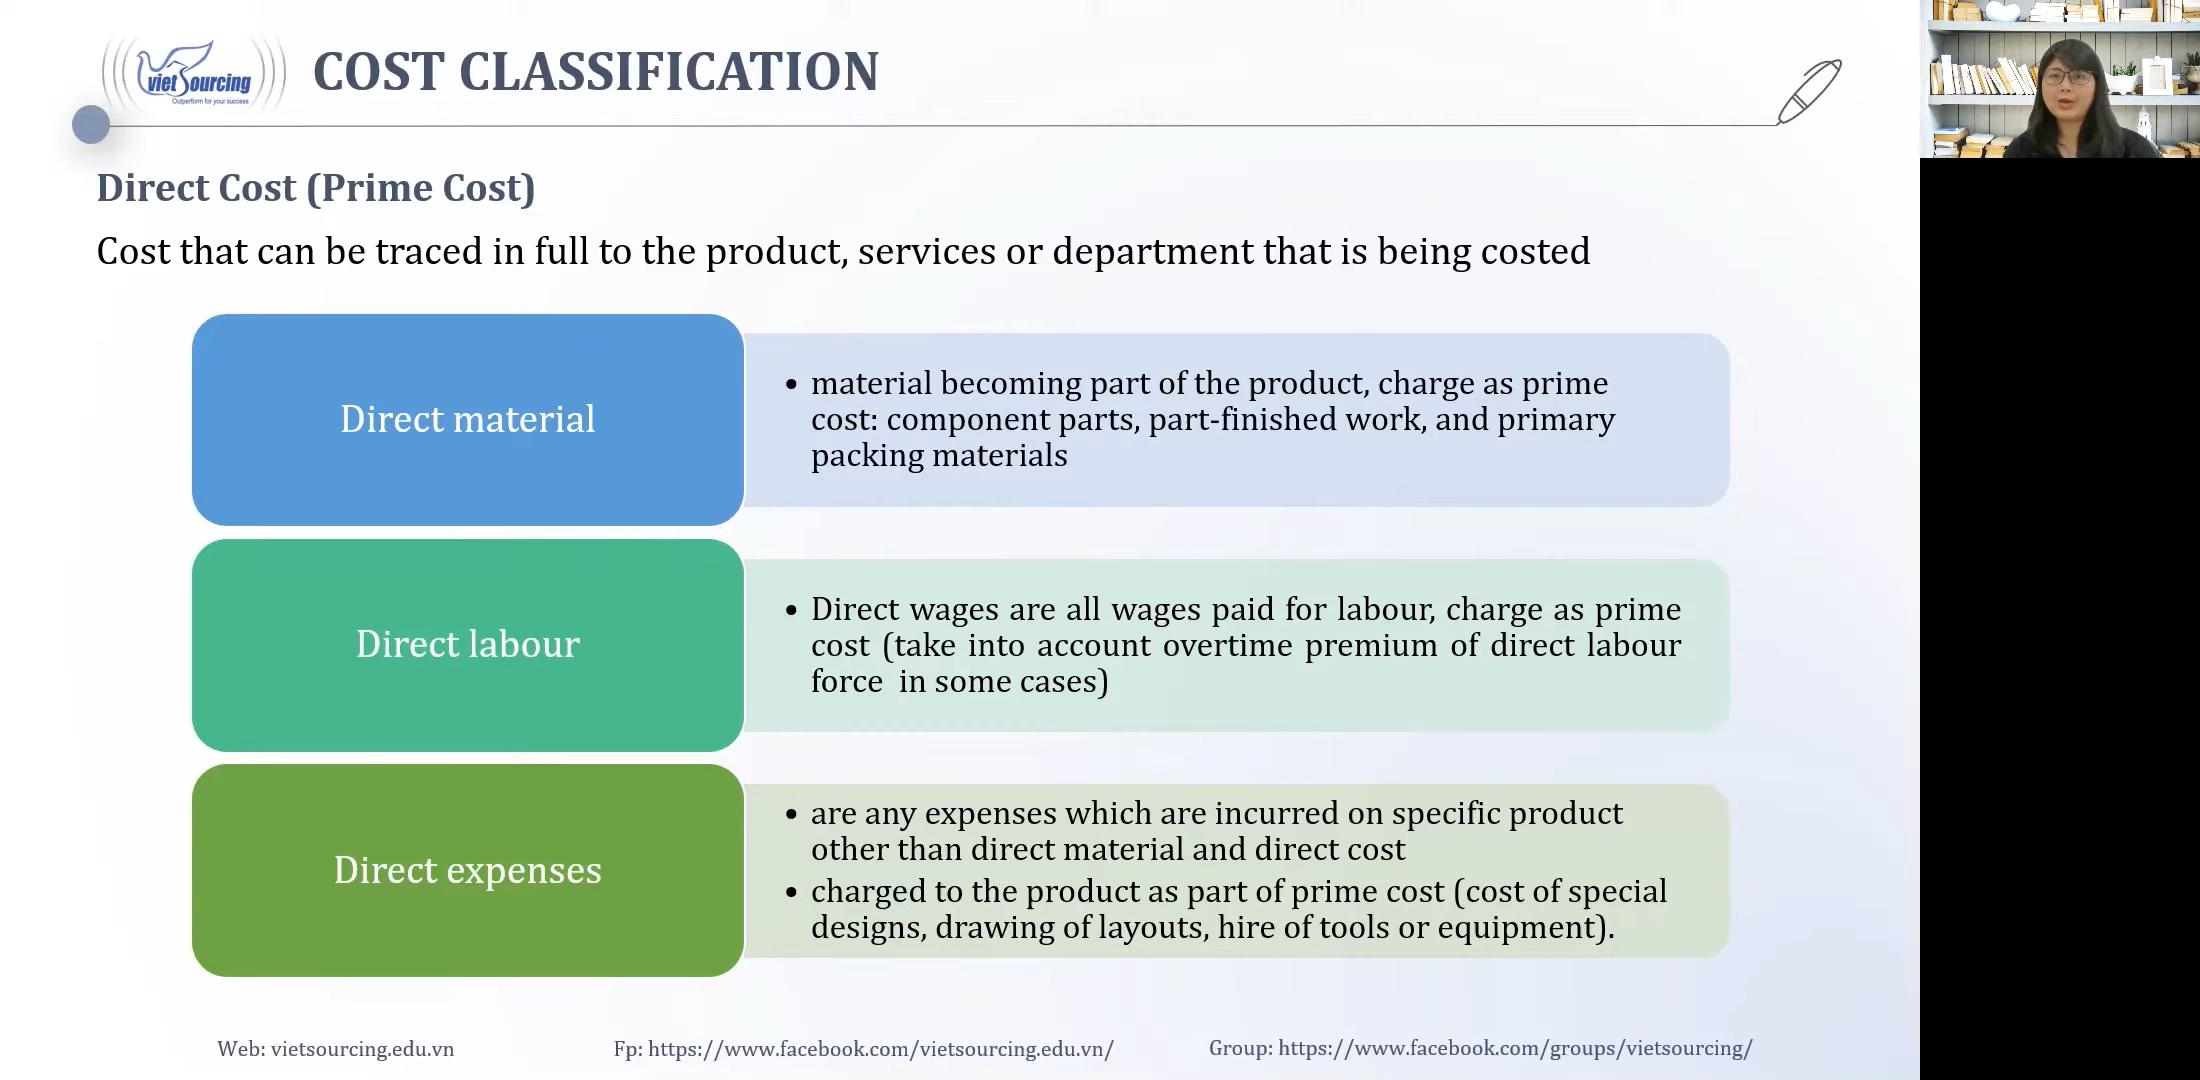 viet Sourcing
Outperform for your success
COST CLASSIFICATION
Direct Cost (Prime Cost)
Cost that can be traced in full to the product, services or department that is being costed
Direct material
• material becoming part of the product, charge as prime
cost: component parts, part-finished work, and primary
packing materials
Direct labour
• Direct wages are all wages paid for labour, charge as prime
cost (take into account overtime premium of direct labour
force in some cases)
Direct expenses
• are any expenses which are incurred on specific product
other than direct material and direct cost
• charged to the product as part of prime cost (cost of special
designs, drawing of layouts, hire of tools or equipment).
Web: vietsourcing.edu.vn
Fp: https://www.facebook.com/vietsourcing.edu.vn/
Group: https://www.facebook.com/groups/vietsourcing/